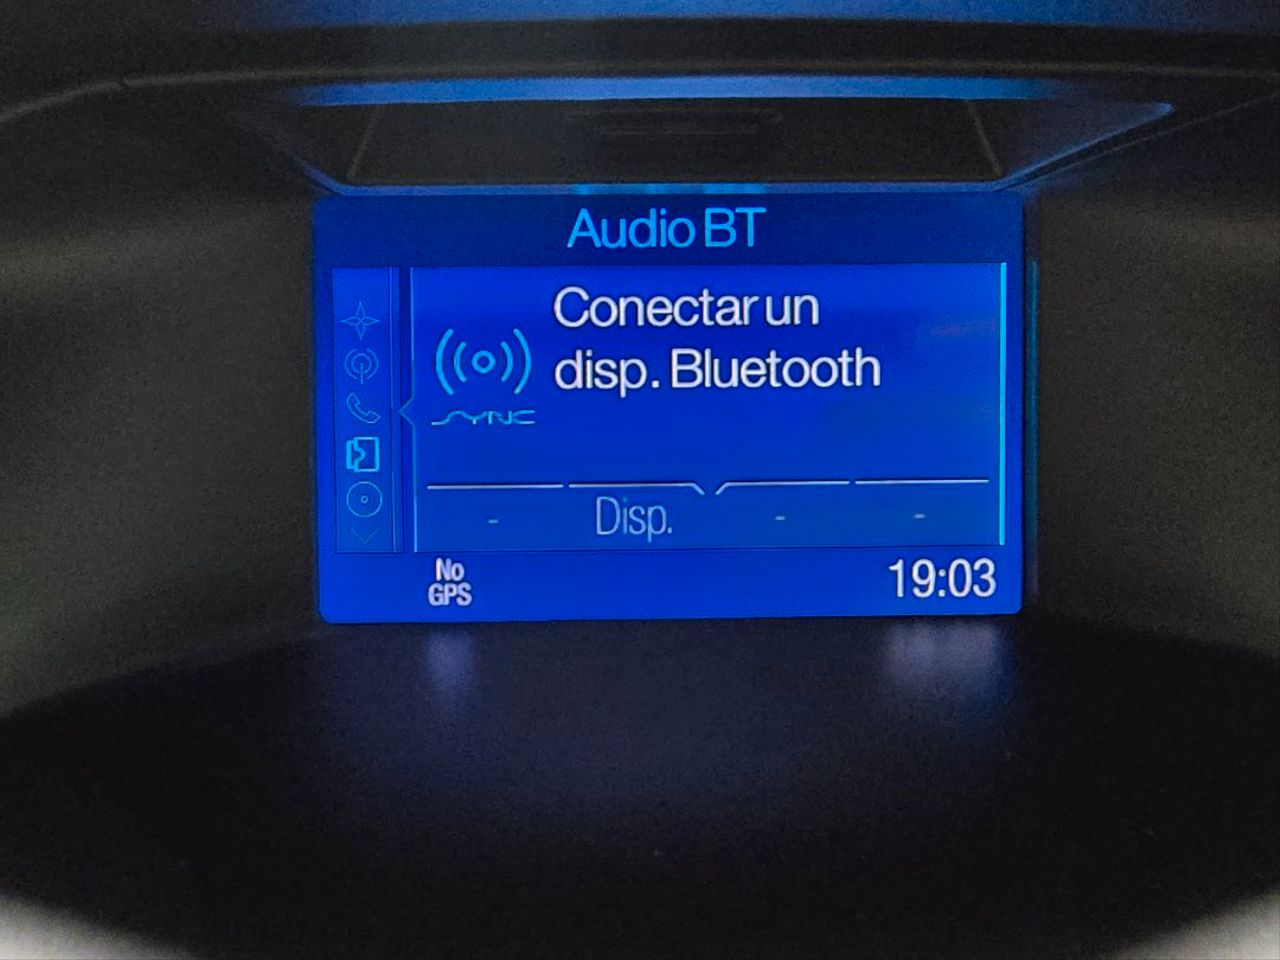 Audio BT
Conectar un
disp. Bluetooth
SYNC
- Disp. - -
No
GPS
19:03